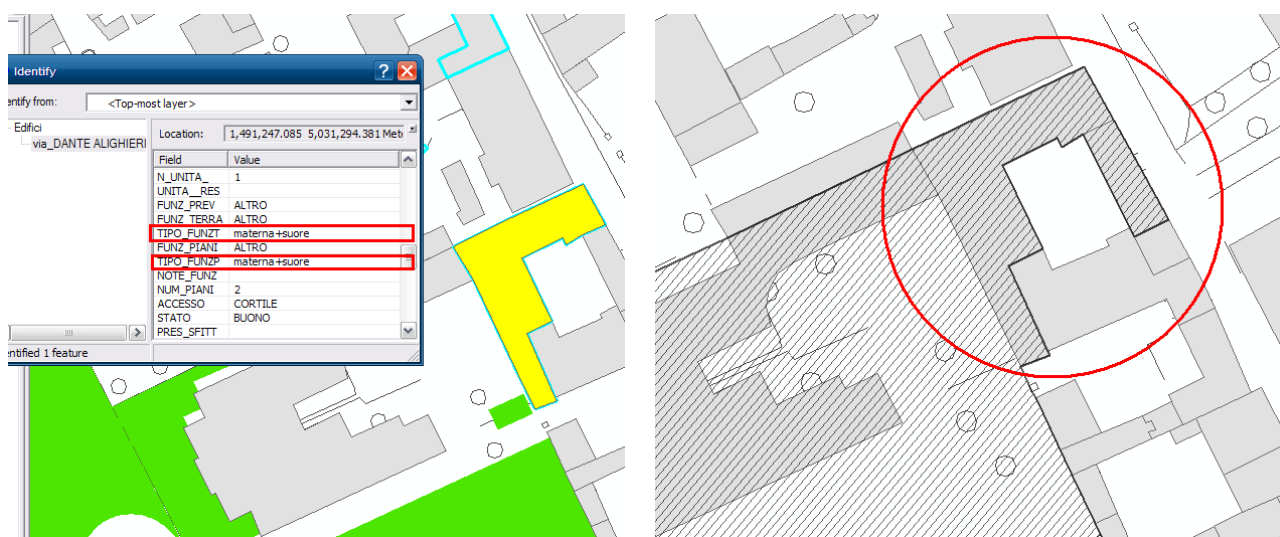 Identify
entify from: <Top-most layer>
Edifici
via_DANTE ALIGHIERI
Location: 1,491,247.085 5,031,294.381 Met
Field Value
N_UNITA_ 1
UNITA__RES
FUNZ_PREV ALTRO
FUNZ_TERRA ALTRO
TIPO_FUNZT materna+suore
FUNZ_PIANI ALTRO
TIPO_FUNZP materna+suore
NOTE_FUNZ
NUM_PIANI 2
ACCESSO CORTILE
STATO BUONO
PRES_SFITT
entified 1 feature